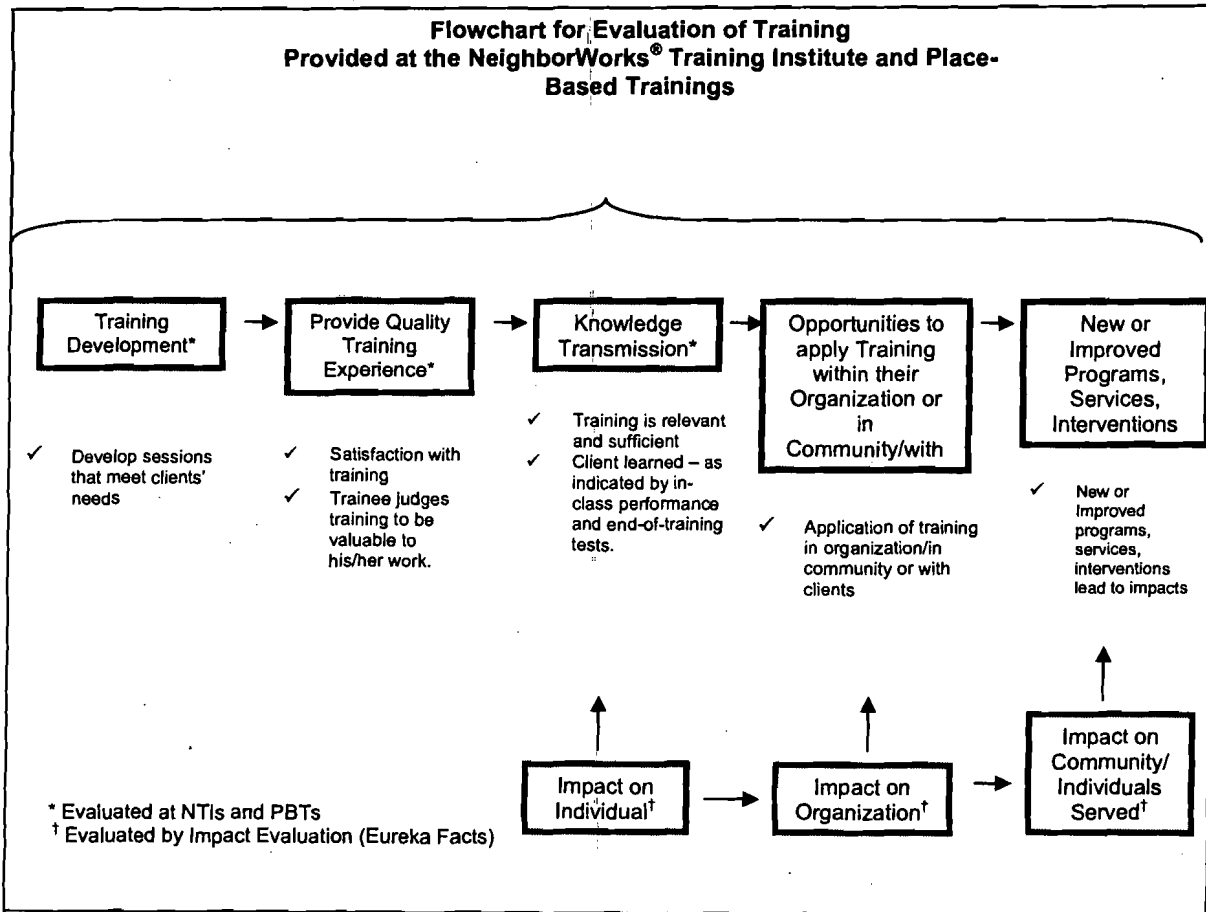 Flowchart for Evaluation of Training
Provided at the NeighborWorks® Training Institute and Place-
Based Trainings
Training
Development*
Provide Quality
Training
Experience*
Knowledge
Transmission*
Opportunities to
apply Training
within their
Organization or
in
Community/with
New or
Improved
Programs,
Services,
Interventions
✓ Develop sessions
that meet clients'
needs
✓ Satisfaction with
training
✓ Trainee judges
training to be
valuable to
his/her work.
✓ Training is relevant
and sufficient
✓ Client learned – as
indicated by in-
class performance
and end-of-training
tests.
✓ Application of training
in organization/in
community or with
clients
✓ New or
Improved
programs,
services,
interventions
lead to impacts
Impact on
Individual†
Impact on
Organization†
Impact on
Community/
Individuals
Served†
* Evaluated at NTIs and PBTs
† Evaluated by Impact Evaluation (Eureka Facts)